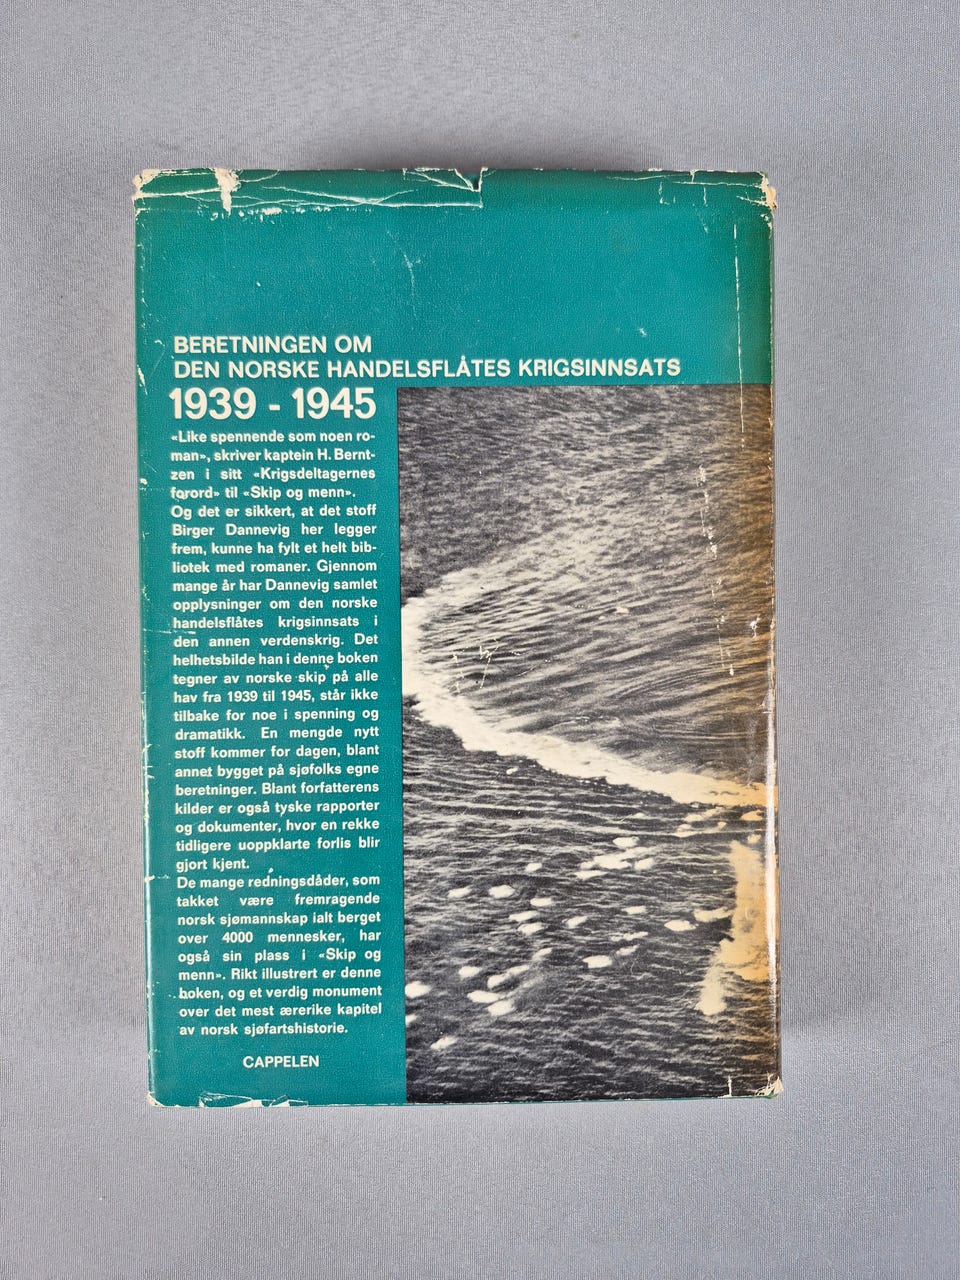 BERETNINGEN OM
DEN NORSKE HANDELSFLÅTES KRIGSINNSATS
1939 - 1945
«Like spennende som noen ro-
man», skriver kaptein H. Bernt-
zen i sitt «Krigsdeltagernes
forord» til «Skip og menn».
Og det er sikkert, at det stoff
Birger Dannevig her legger
frem, kunne ha fylt et helt bib-
liotek med romaner. Gjennom
mange år har Dannevig samlet
opplysninger om den norske
handelsflåtes krigsinnsats i
den annen verdenskrig. Det
helhetsbilde han i denne boken
tegner av norske skip på alle
hav fra 1939 til 1945, står ikke
tilbake for noe i spenning og
dramatikk. En mengde nytt
stoff kommer for dagen, blant
annet bygget på sjøfolks egne
beretninger. Blant forfatterens
kilder er også tyske rapporter
og dokumenter, hvor en rekke
tidligere uoppklarte forlis blir
gjort kjent.
De mange redningsdåder, som
takket være fremragende
norsk sjømannskap ialt berget
over 4000 mennesker, har
også sin plass i «Skip og
menn». Rikt illustrert er denne
boken, og et verdig monument
over det mest ærerike kapitel
av norsk sjøfartshistorie.
CAPPELEN